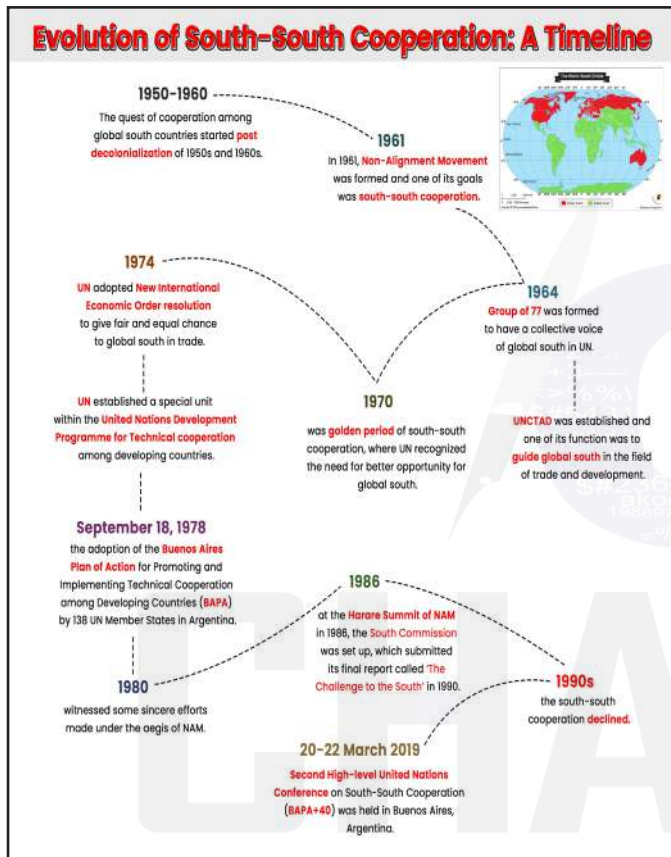 Evolution of South-South Cooperation: A Timeline
1950-1960
The quest of cooperation among
global south countries started post
decolonialization of 1950s and 1960s.
1961
In 1961, Non-Alignment Movement
was formed and one of its goals
was south-south cooperation.
1964
Group of 77 was formed
to have a collective voice
of global south in UN.
UNCTAD was established and
one of its function was to
guide global south in the field
of trade and development.
1970
was golden period of south-south
cooperation, where UN recognized
the need for better opportunity for
global south.
1974
UN adopted New International
Economic Order resolution
to give fair and equal chance
to global south in trade.
UN established a special unit
within the United Nations Development
Programme for Technical cooperation
among developing countries.
September 18, 1978
the adoption of the Buenos Aires
Plan of Action for Promoting and
Implementing Technical Cooperation
among Developing Countries (BAPA)
by 138 UN Member States in Argentina.
1980
witnessed some sincere efforts
made under the aegis of NAM.
1986
at the Harare Summit of NAM
in 1986, the South Commission
was set up, which submitted
its final report called 'The
Challenge to the South' in 1990.
1990s
the south-south
cooperation declined.
20-22 March 2019
Second High-level United Nations
Conference on South-South Cooperation
(BAPA+40) was held in Buenos Aires,
Argentina.
CHA